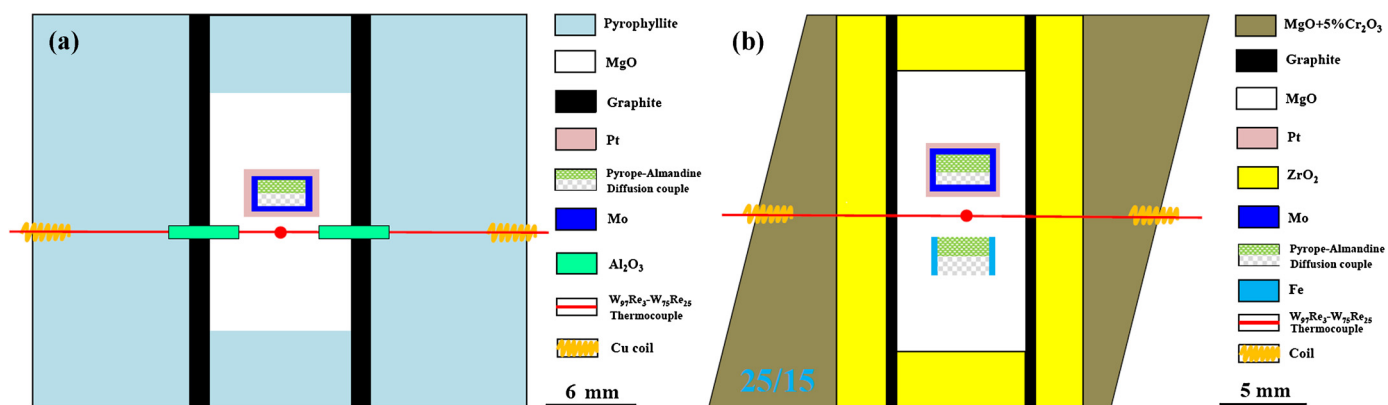 (a)
Pyrophyllite
MgO
Graphite
Pt
Pyrope-Almandine
Diffusion couple
Mo
Al₂O₃
W₉₇Re₃-W₇₅Re₂₅
Thermocouple
Cu coil
6 mm
(b)
25/15
MgO+5%Cr₂O₃
Graphite
MgO
Pt
ZrO₂
Mo
Pyrope-Almandine
Diffusion couple
Fe
W₉₇Re₃-W₇₅Re₂₅
Thermocouple
Coil
5 mm